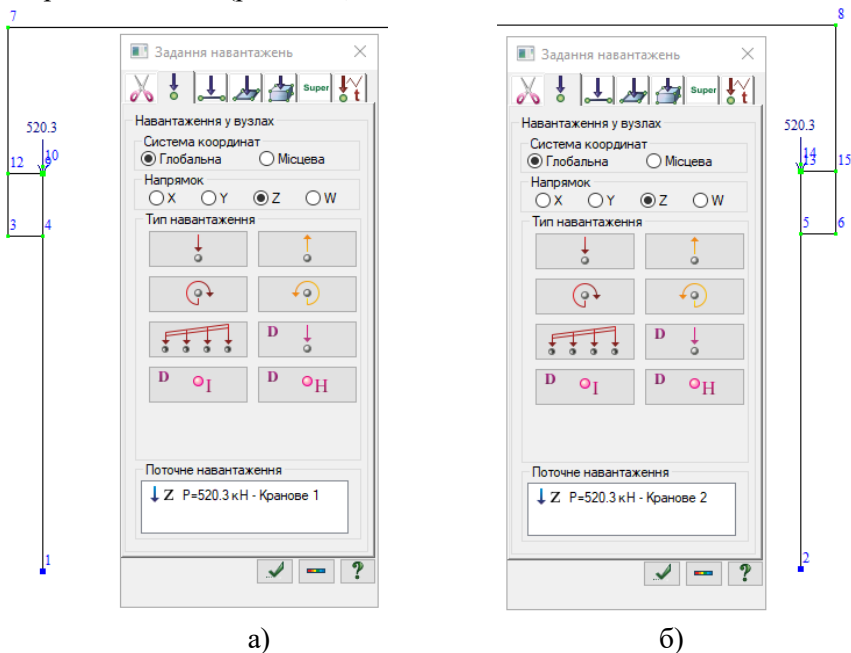 7
520.3
10
12 9
3 4
1
Задання навантажень
Super
t
Навантаження у вузлах
Система координат
Глобальна Місцева
Напрямок
X Y Z W
Тип навантаження
D
D I D H
Поточне навантаження
Z P=520.3 кН - Кранове 1
?
а)
8
520.3
14
13 15
5 6
2
Задання навантажень
Super
t
Навантаження у вузлах
Система координат
Глобальна Місцева
Напрямок
X Y Z W
Тип навантаження
D
D I D H
Поточне навантаження
Z P=520.3 кН - Кранове 2
?
б)